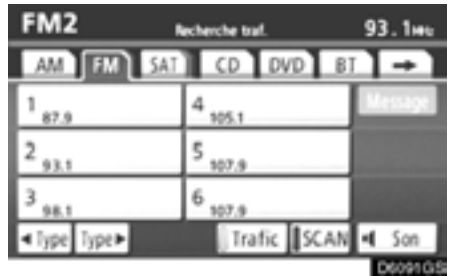 FM2 Recherche traf. 93.1MHz
AM FM SAT CD DVD BT
1 87.9 4 105.1 Message
2 93.1 5 107.9
3 98.1 6 107.9
◄Type Type► Trafic SCAN Son
D6091GS